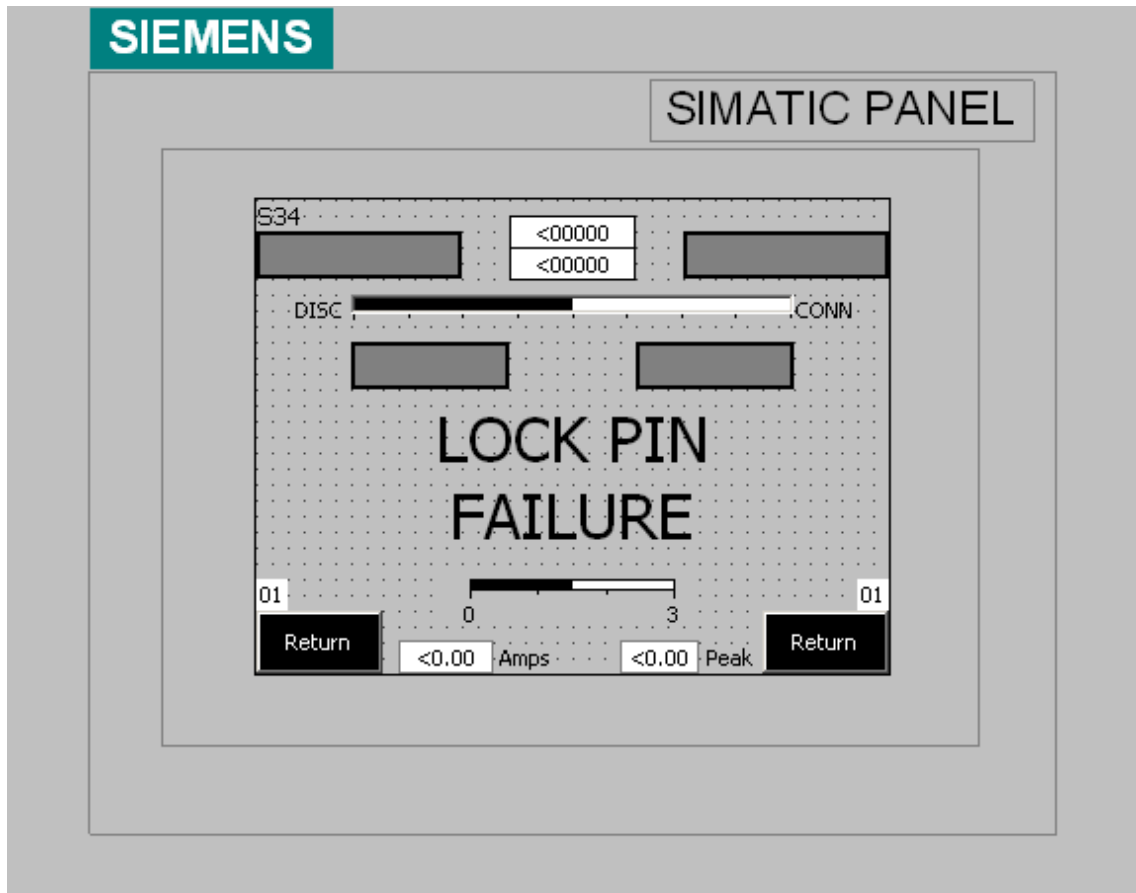 SIEMENS
SIMATIC PANEL
S34
<00000
<00000
DISC
CONN
LOCK PIN
FAILURE
01
01
0
3
Return
Return
<0.00 Amps
<0.00 Peak